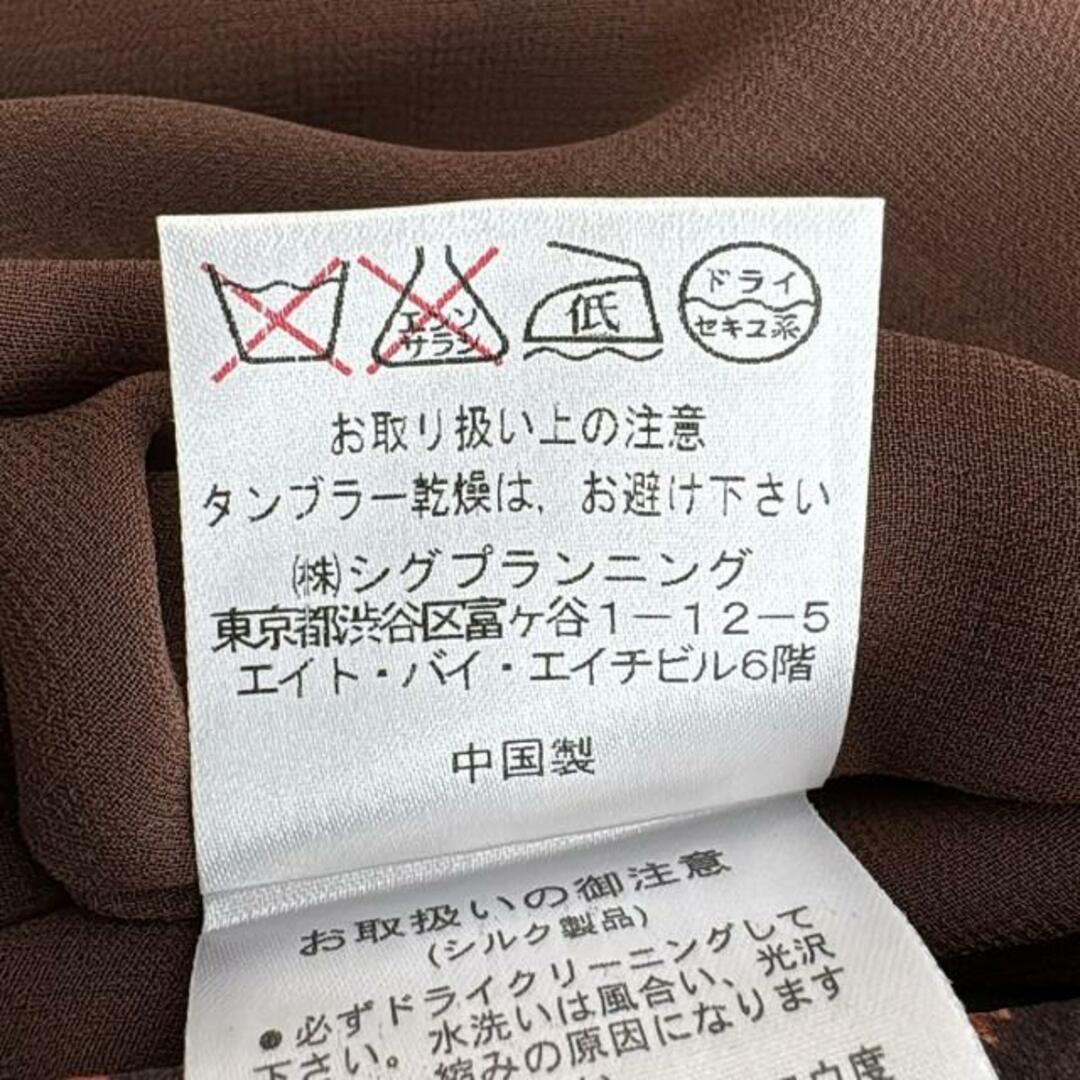 エンソ
サラシ
低
ドライ
セキユ系
お取り扱い上の注意
タンブラー乾燥は、お避け下さい
㈱シグプランニング
東京都渋谷区富ヶ谷1-12-5
エイト・バイ・エイチビル6階
中国製
お取扱いの御注意
(シルク製品)
●必ずドライクリーニングして
下さい。水洗いは風合い、光沢
縮みの原因になります